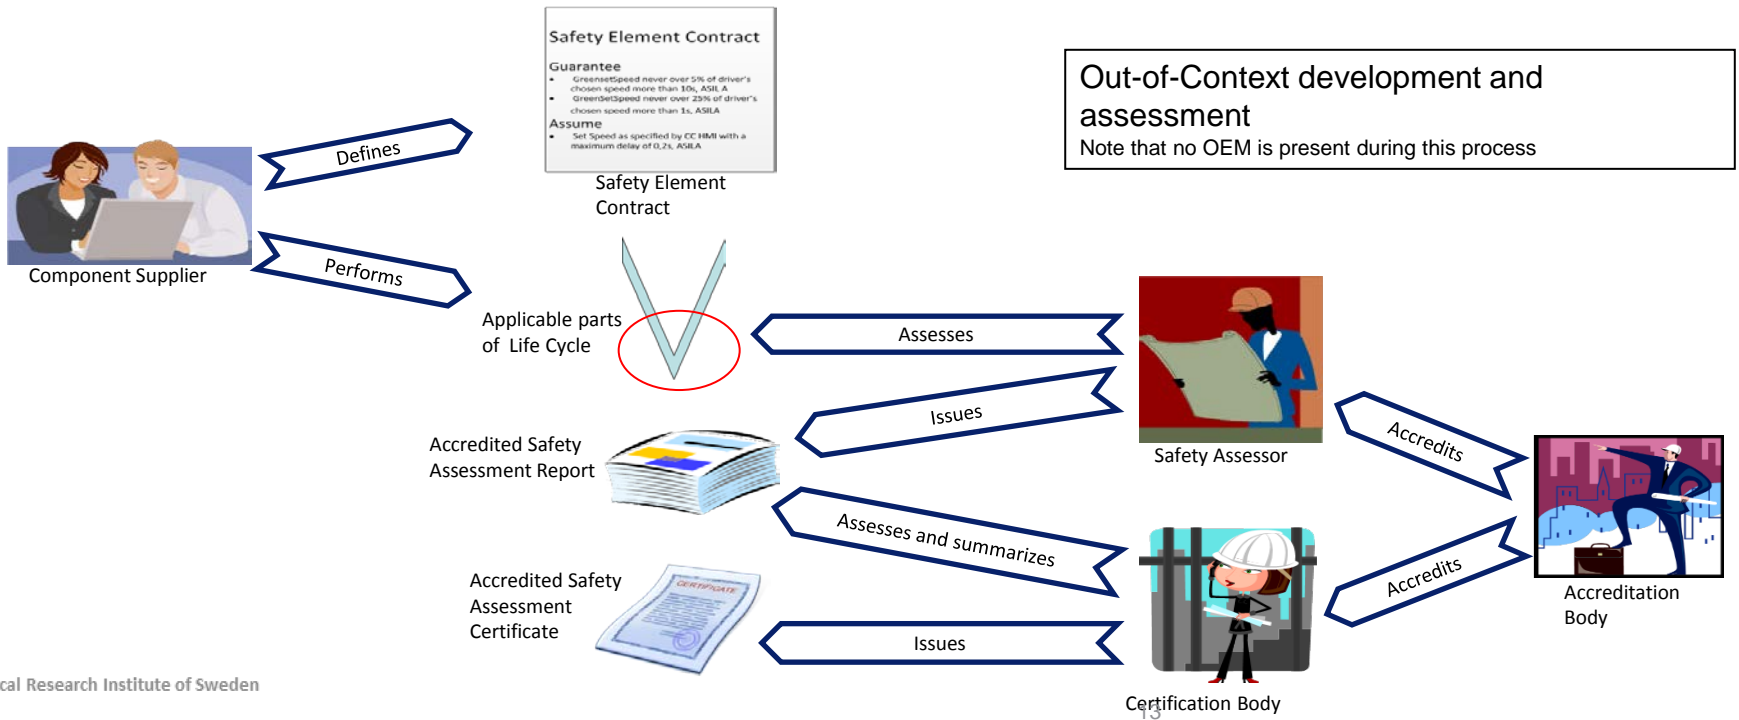 Safety Element Contract
Guarantee
• GreensetSpeed never over 5% of driver's
chosen speed more than 10s, ASIL A
• GreenSetSpeed never over 25% of driver's
chosen speed more than 1s, ASILA
Assume
• Set Speed as specified by CC HMI with a
maximum delay of 0,2s, ASILA
Safety Element
Contract
Out-of-Context development and
assessment
Note that no OEM is present during this process
Defines
Component Supplier
Performs
Applicable parts
of Life Cycle
Assesses
Issues
Accredited Safety
Assessment Report
Safety Assessor
Accredits
Assesses and summarizes
Accredited Safety
Assessment
Certificate
CERTIFICATE
Issues
Accredits
Accreditation
Body
Certification Body
cal Research Institute of Sweden
13